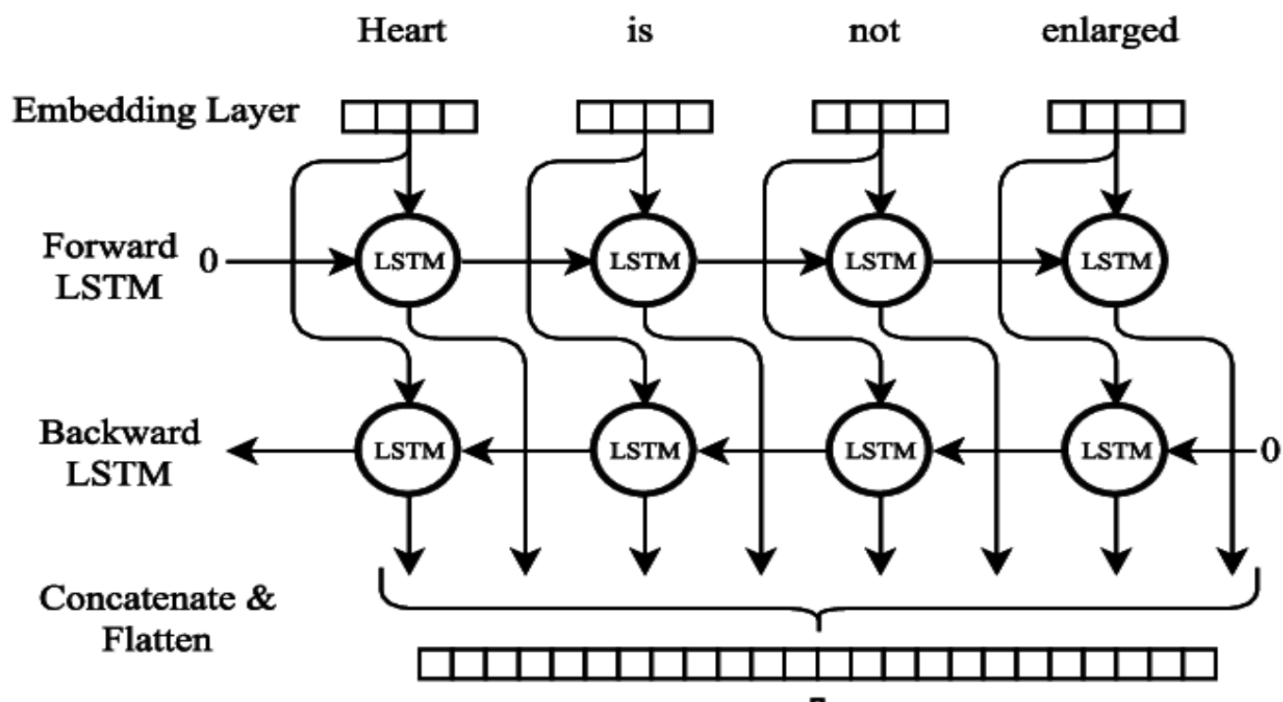 Heart is not enlarged
Embedding Layer
Forward
LSTM
0
LSTM LSTM LSTM LSTM
Backward
LSTM
LSTM LSTM LSTM LSTM
0
Concatenate &
Flatten